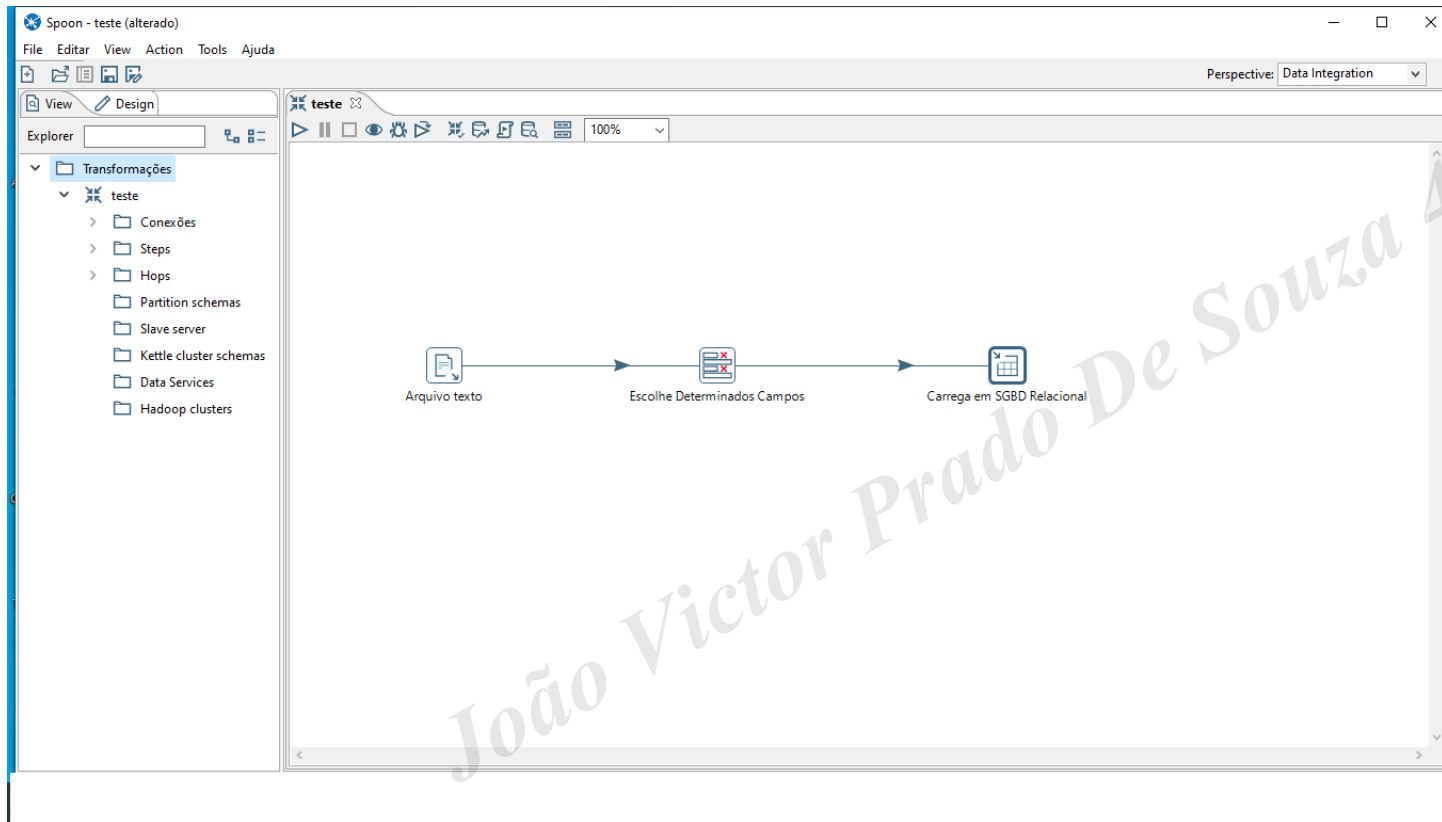 Spoon - teste (alterado)
File Editar View Action Tools Ajuda
Perspective: Data Integration
View Design
teste
Explorer
100%
Transformações
teste
Conexões
Steps
Hops
Partition schemas
Slave server
Kettle cluster schemas
Data Services
Hadoop clusters
Arquivo texto Escolhe Determinados Campos Carrega em SGBD Relacional
João Victor Prado De Souza